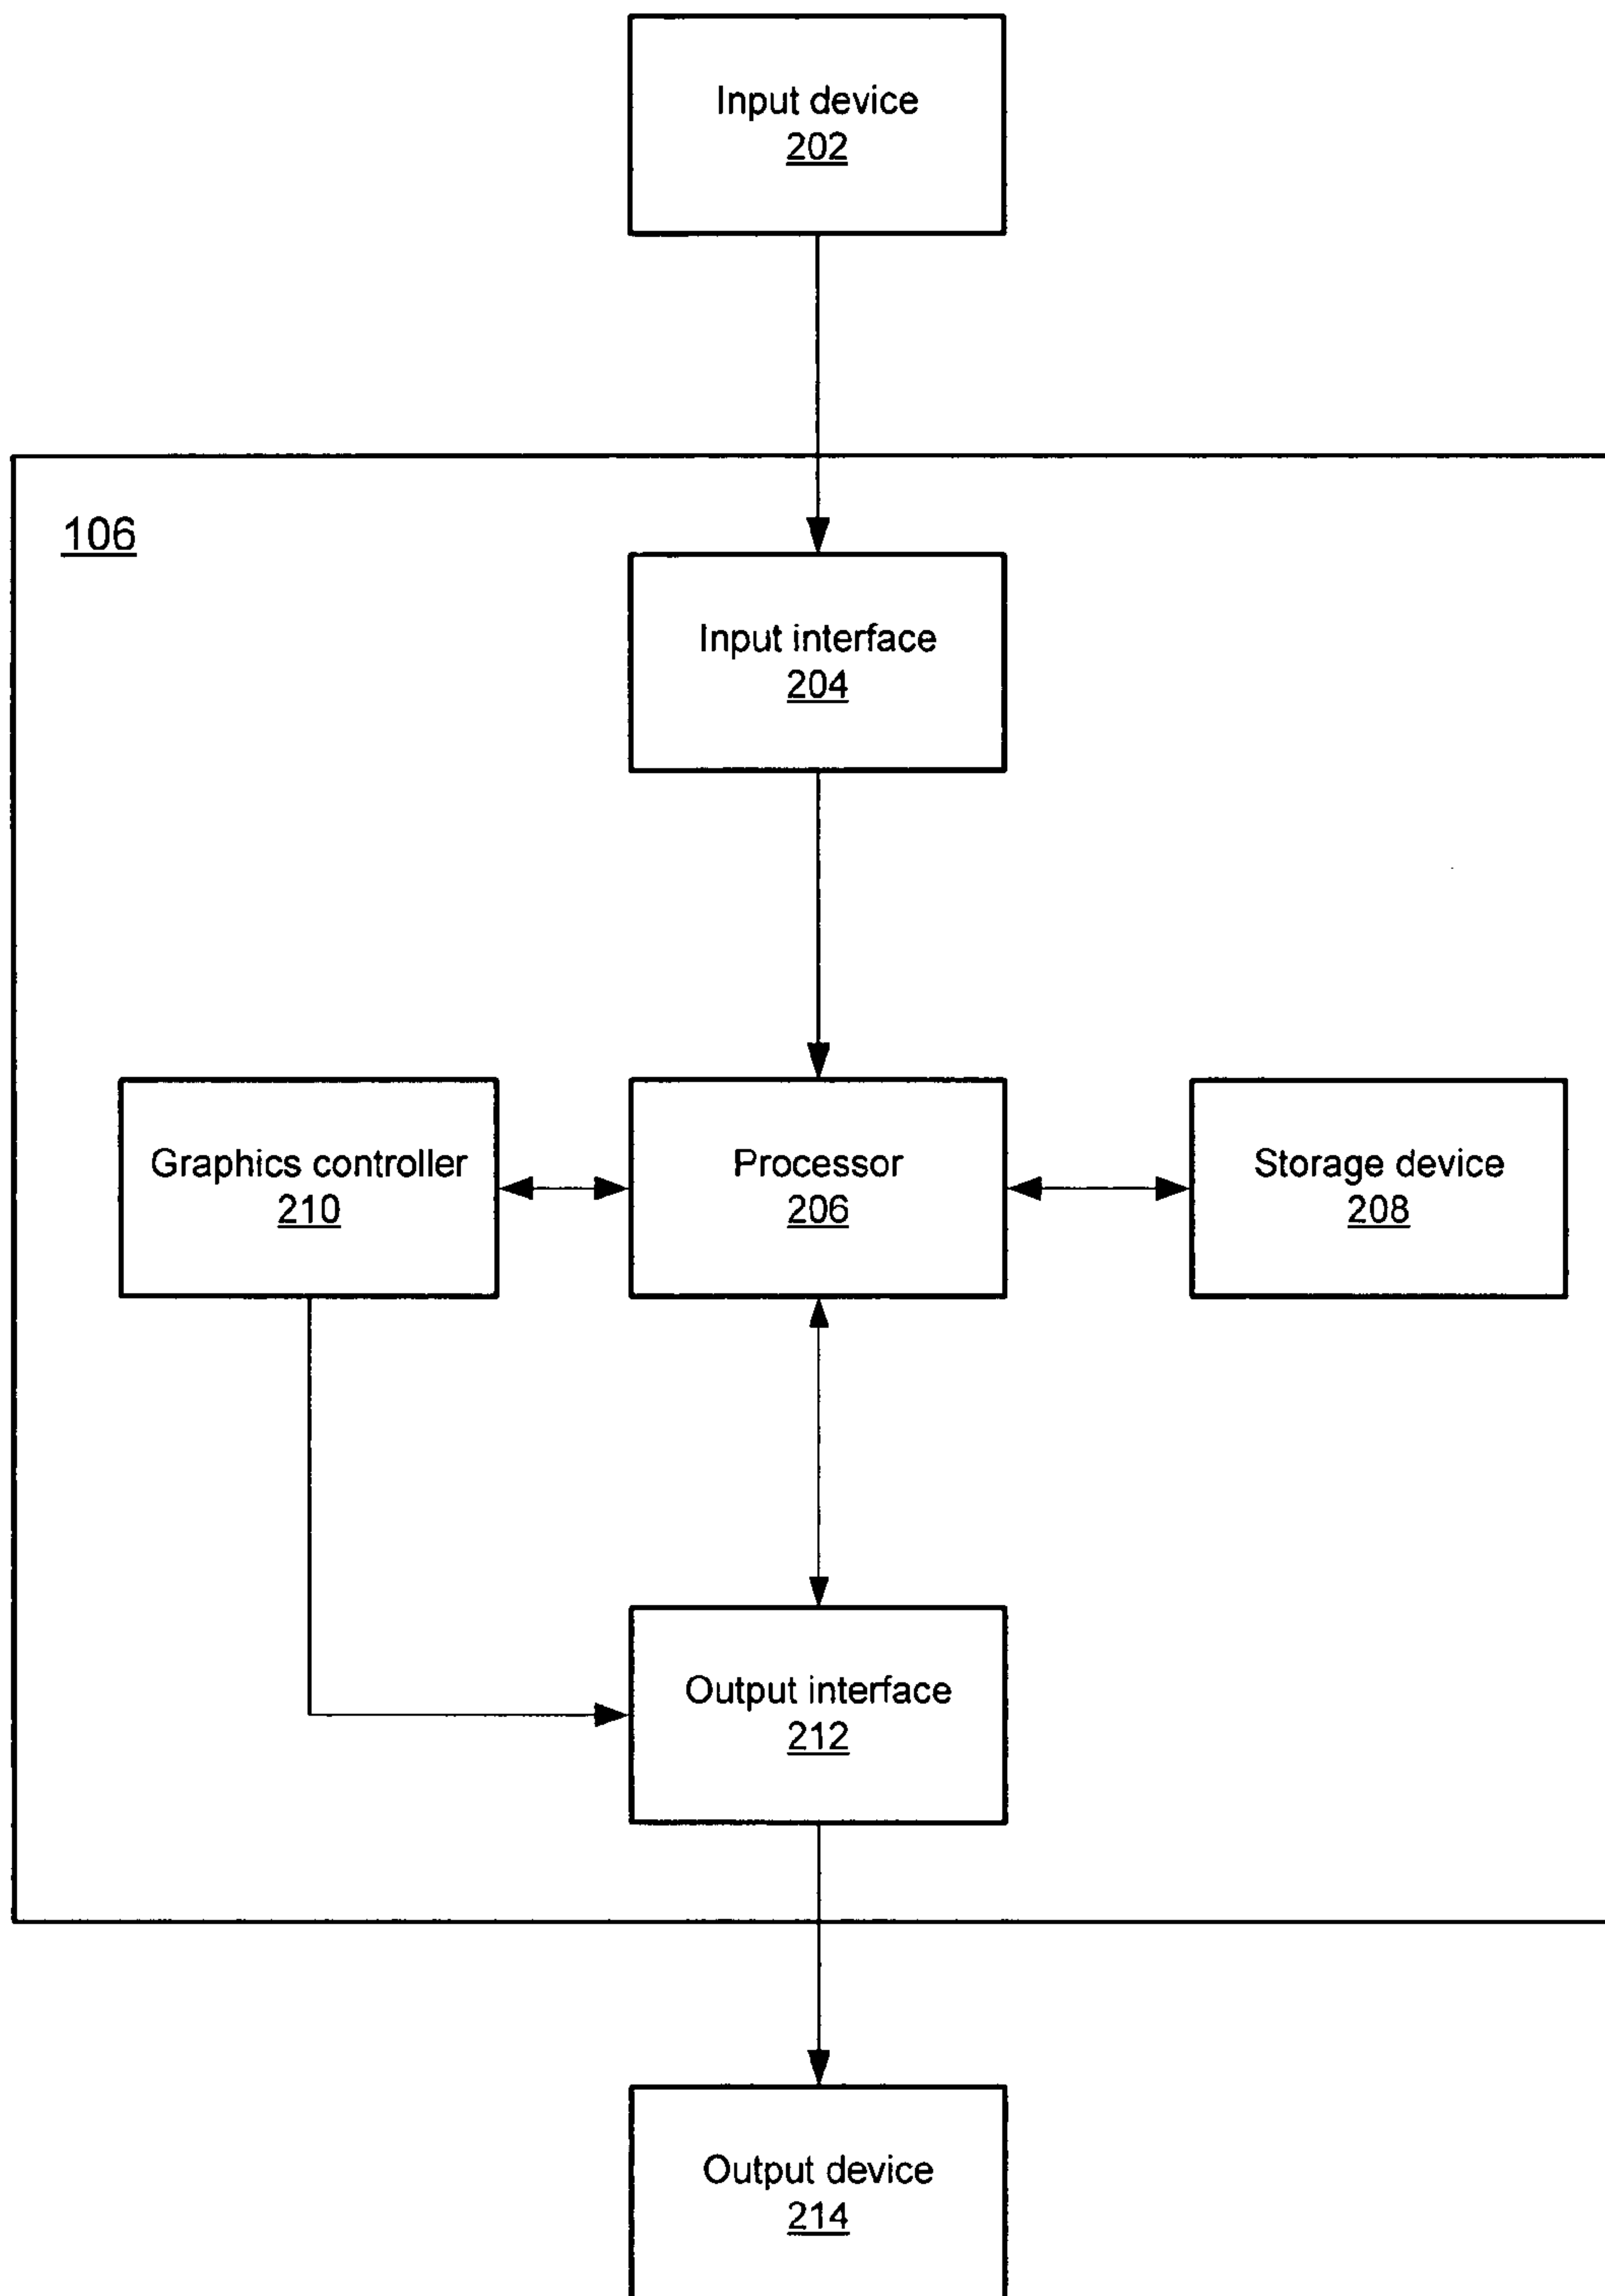 Input device
202
106
Input interface
204
Graphics controller
210
Processor
206
Storage device
208
Output interface
212
Output device
214